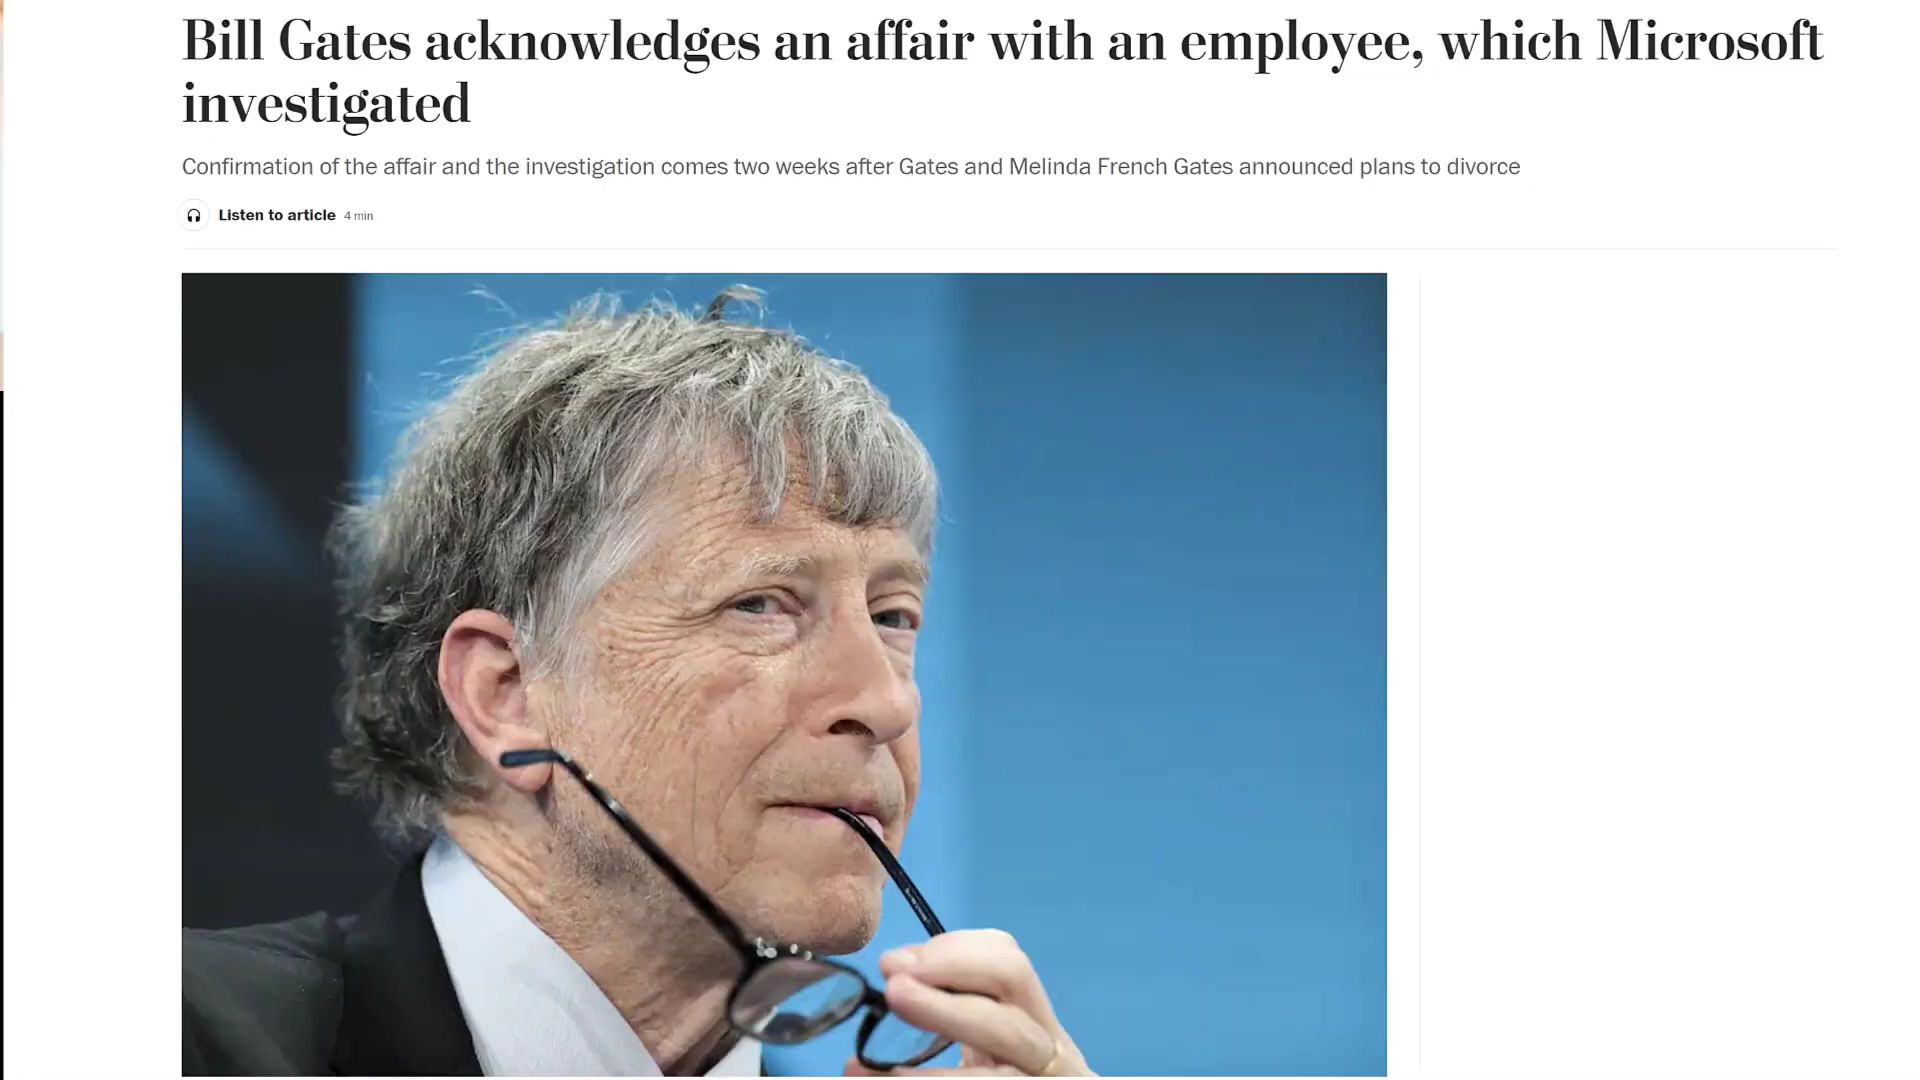 Bill Gates acknowledges an affair with an employee, which Microsoft
investigated
Confirmation of the affair and the investigation comes two weeks after Gates and Melinda French Gates announced plans to divorce
Listen to article 4 min